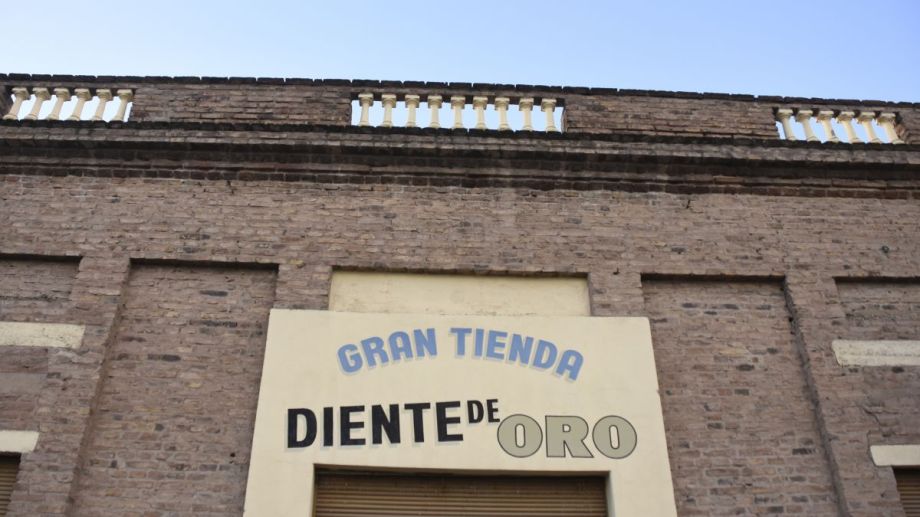 GRAN TIENDA
DIENTE DE ORO